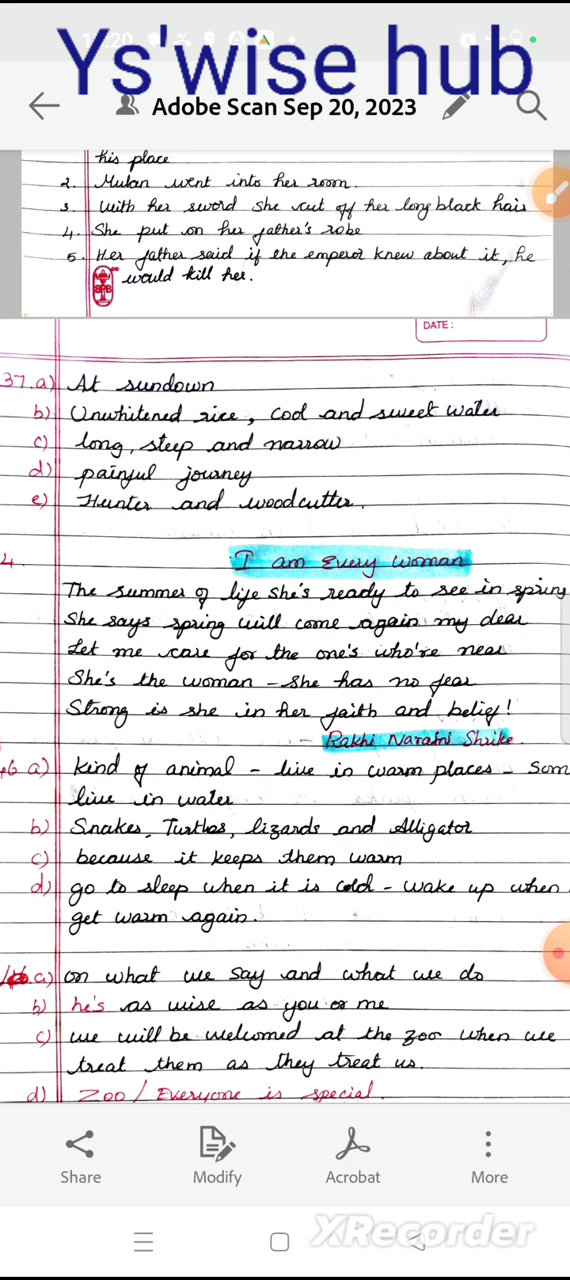 Ys'wise hub
Adobe Scan Sep 20, 2023
his place
2. Mulan went into her room.
3. With her sword she cut off her long black hair
4. She put on her father's robe
5. Her father said if the emperor knew about it, he
would kill her.
DATE :
37. a) At sundown
b) Unwhitened rice, cool and sweet water
c) long, steep and narrow
d) painful journey
e) Hunter and woodcutter.
I am Every Woman
4. The summer of life she's ready to see in spring
She says spring will come again my dear
Let me care for the one's who're near
She's the woman - she has no fear
Strong is she in her faith and belief!
- Rakhi Narain Shrike.
46 a) kind of animal - live in warm places - Som
live in water
b) Snakes, Turtles, lizards and Alligator
c) because it keeps them warm
d) go to sleep when it is cold - wake up when
get warm again.
a) on what we say and what we do
b) he's as wise as you or me
c) we will be welcomed at the zoo when we
treat them as they treat us.
d) Zoo / Everyone is special.
Share Modify Acrobat More
XRecorder